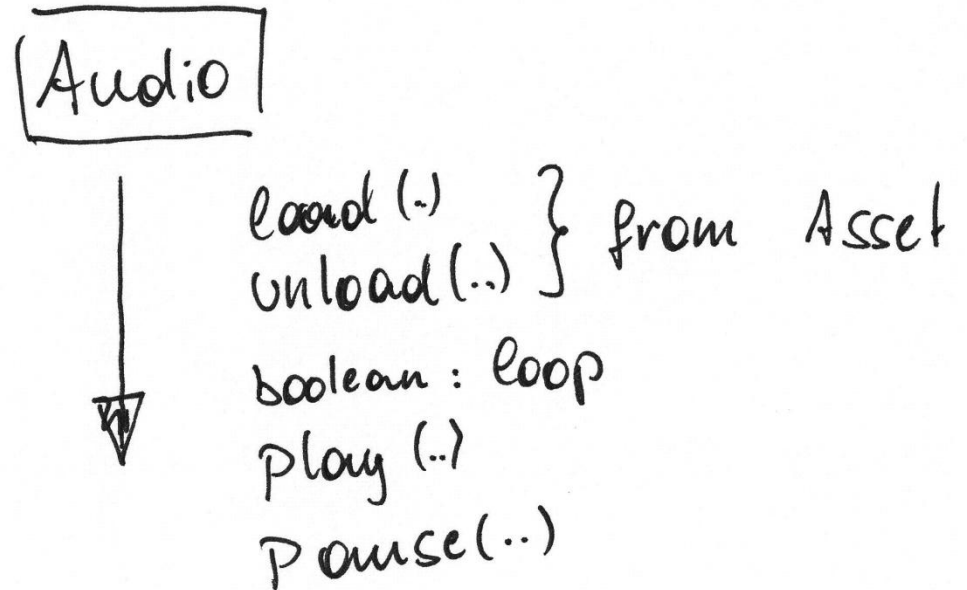 Audio
load (.)
unload (..)
from Asset
boolean : loop
play (..)
pause (..)